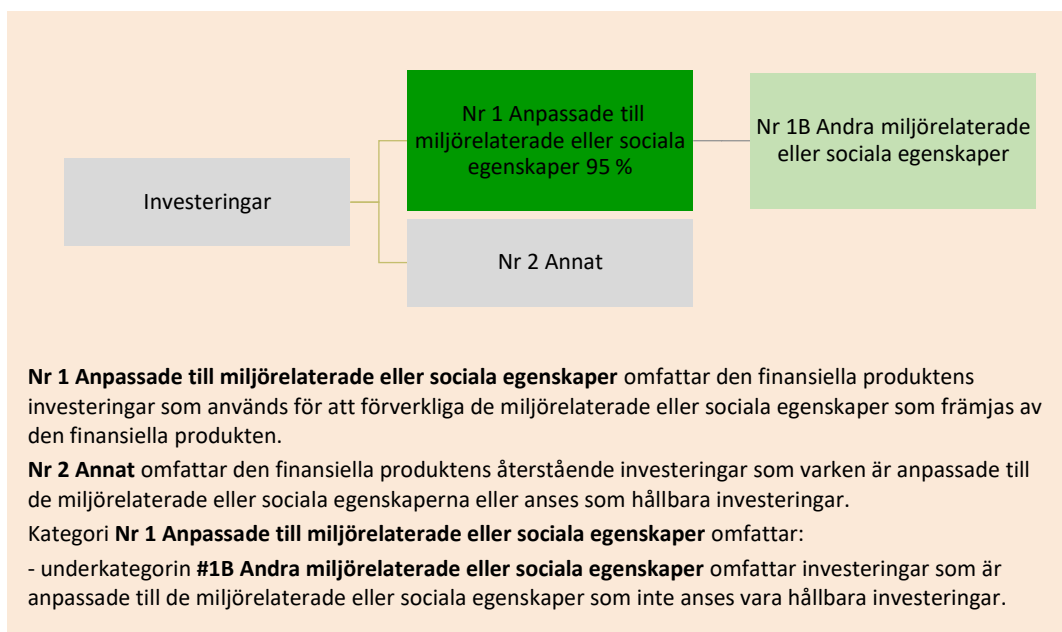 Investeringar
Nr 1 Anpassade till
miljörelaterade eller sociala
egenskaper 95 %
Nr 1B Andra miljörelaterade
eller sociala egenskaper
Nr 2 Annat
Nr 1 Anpassade till miljörelaterade eller sociala egenskaper omfattar den finansiella produktens
investeringar som används för att förverkliga de miljörelaterade eller sociala egenskaper som främjas av
den finansiella produkten.
Nr 2 Annat omfattar den finansiella produktens återstående investeringar som varken är anpassade till
de miljörelaterade eller sociala egenskaperna eller anses som hållbara investeringar.
Kategori Nr 1 Anpassade till miljörelaterade eller sociala egenskaper omfattar:
- underkategorin #1B Andra miljörelaterade eller sociala egenskaper omfattar investeringar som är
anpassade till de miljörelaterade eller sociala egenskaper som inte anses vara hållbara investeringar.